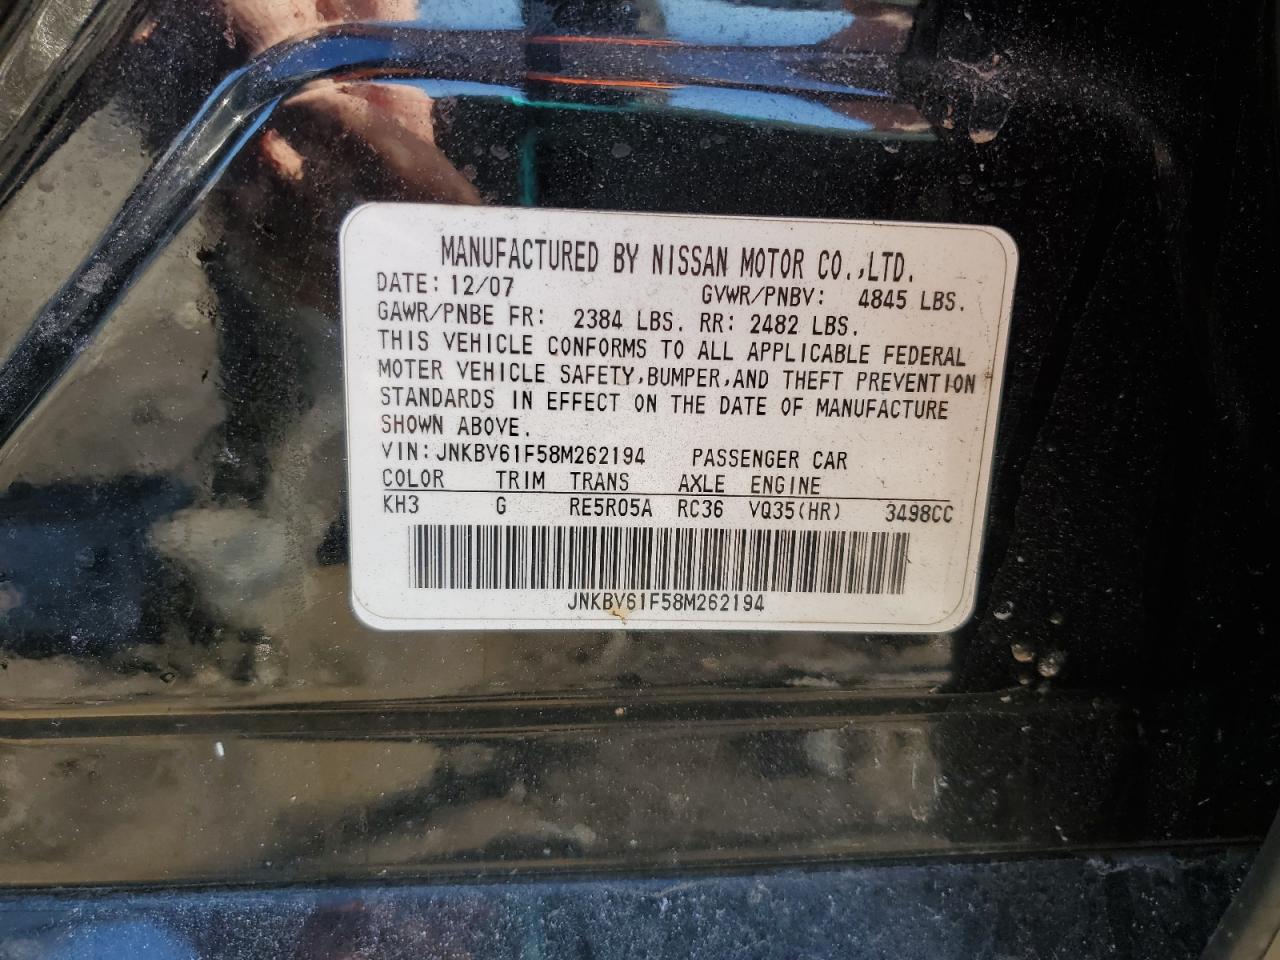 MANUFACTURED BY NISSAN MOTOR CO.,LTD.
DATE: 12/07 GVWR/PNBV: 4845 LBS.
GAWR/PNBE FR: 2384 LBS. RR: 2482 LBS.
THIS VEHICLE CONFORMS TO ALL APPLICABLE FEDERAL
MOTER VEHICLE SAFETY,BUMPER,AND THEFT PREVENTION
STANDARDS IN EFFECT ON THE DATE OF MANUFACTURE
SHOWN ABOVE.
VIN:JNKBV61F58M262194 PASSENGER CAR
COLOR TRIM TRANS AXLE ENGINE
KH3 G RE5R05A RC36 VQ35(HR) 3498CC
JNKBV61F58M262194